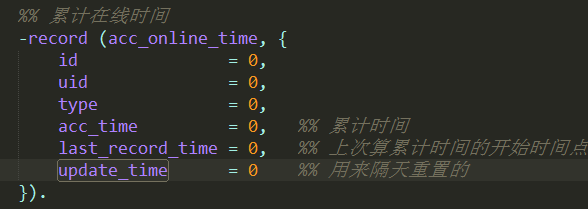 %% 累计在线时间
-record (acc_online_time, {
id = 0,
uid = 0,
type = 0,
acc_time = 0, %% 累计时间
last_record_time = 0, %% 上次算累计时间的开始时间点
update_time = 0 %% 用来隔天重置的
}).